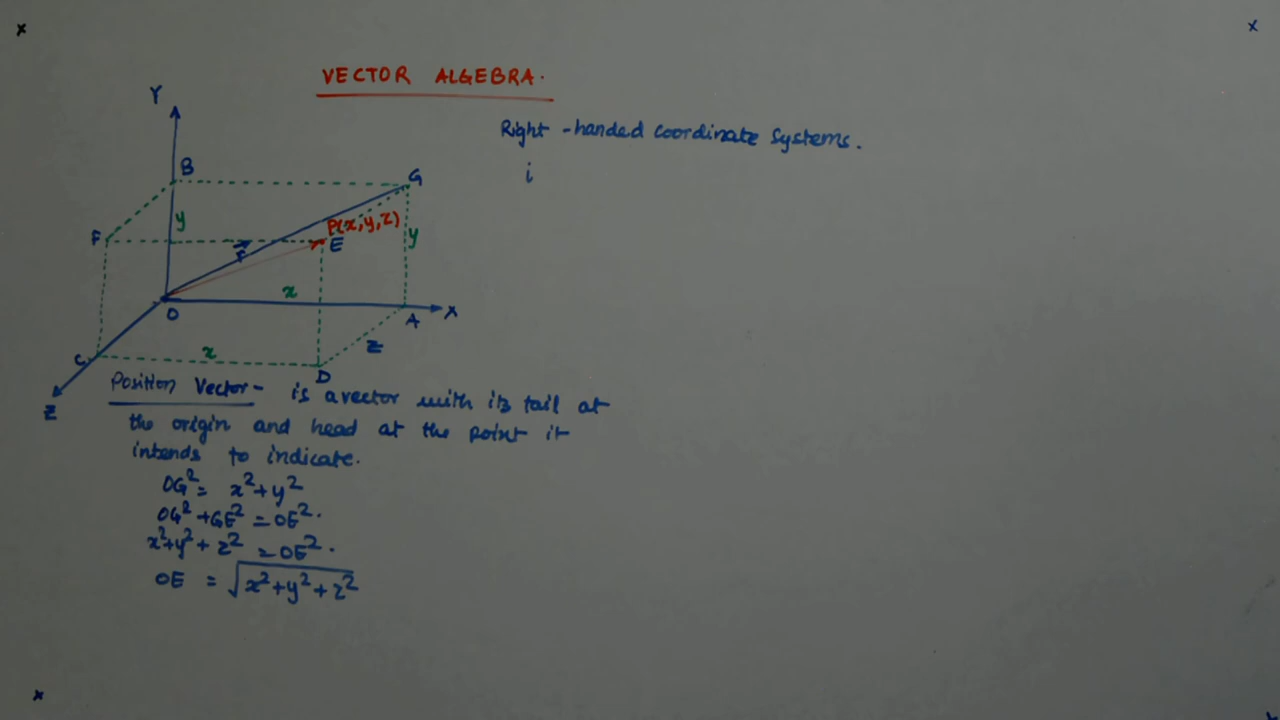 VECTOR ALGEBRA.
Y
Right-handed coordinate systems.
i
B
G
y
P(x,y,z)
F
E
y
r
x
O
A
X
z
x
C
D
Z
Position Vector- is a vector with its tail at
the origin and head at the point it
intends to indicate.
OG² = x²+y²
OG²+GE² = OE².
x²+y²+z² = OE².
OE = √x²+y²+z²